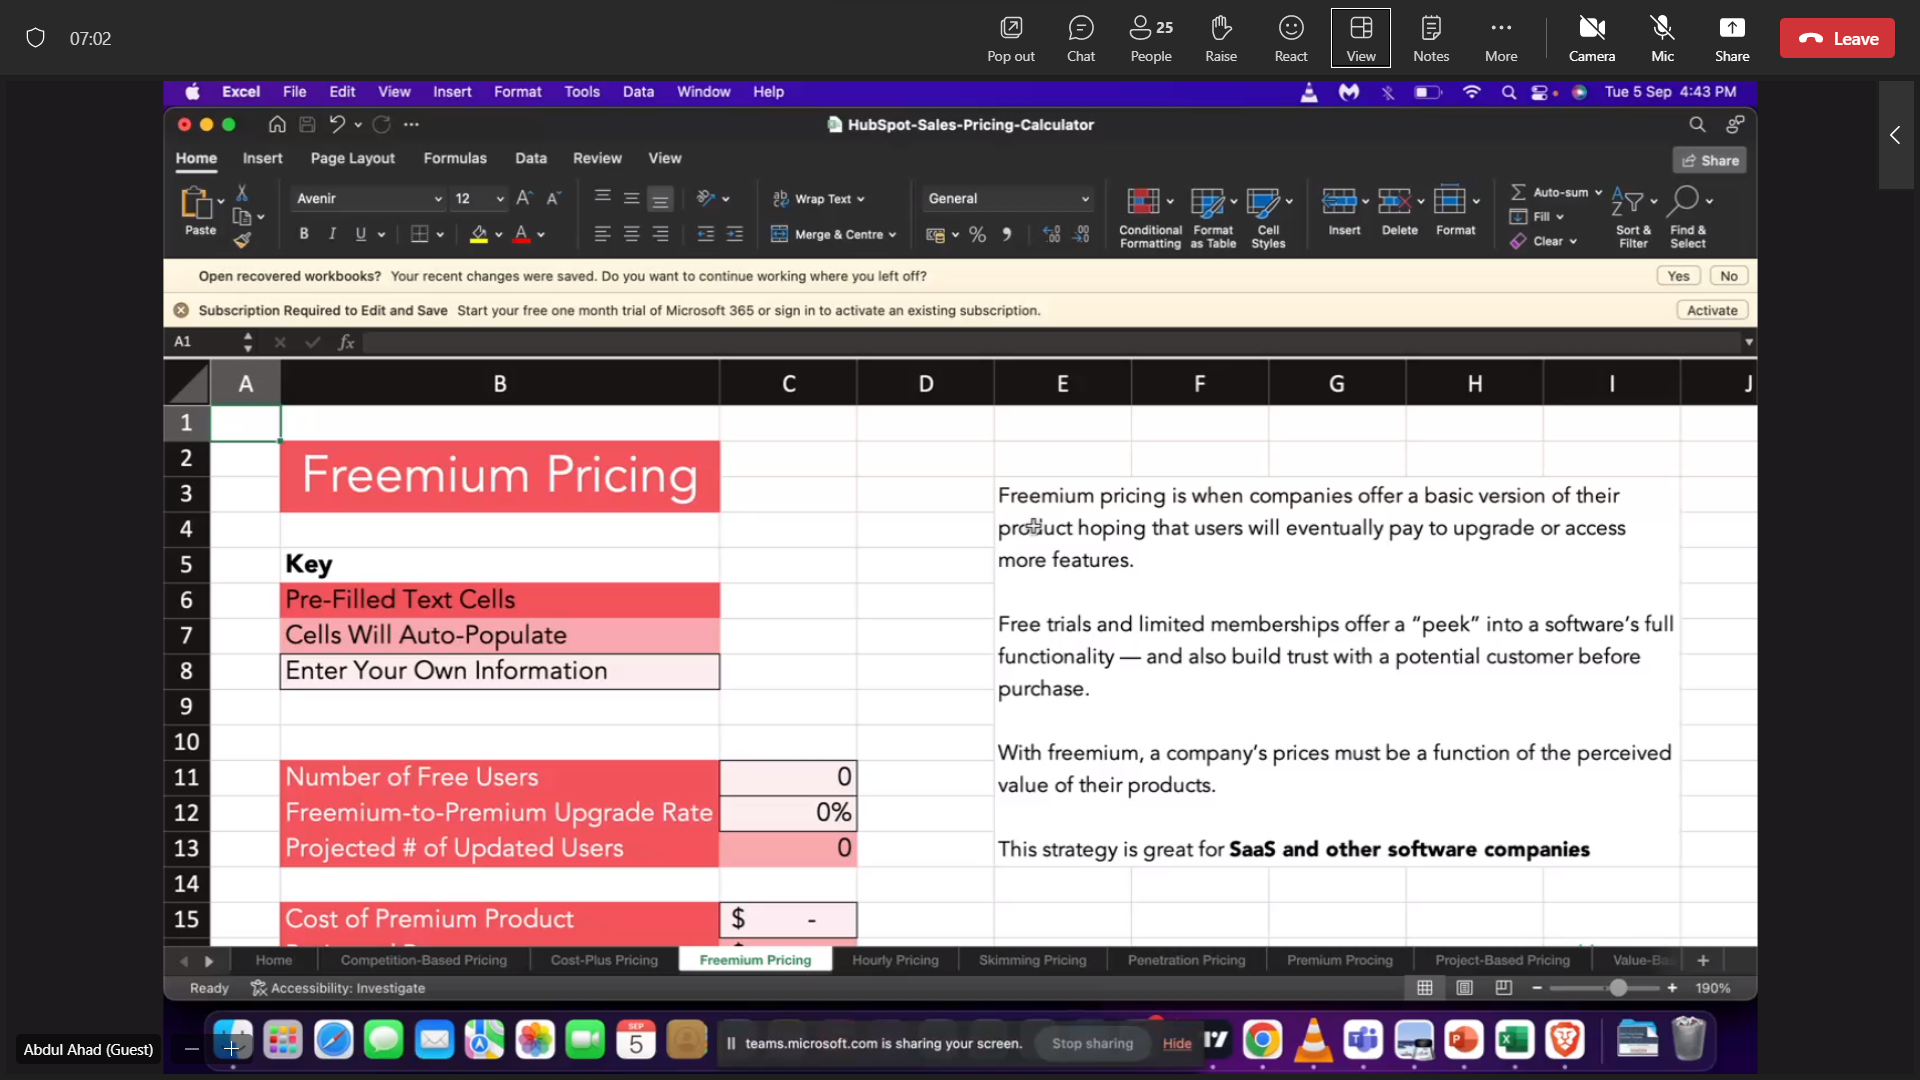 07:02
Pop out
Chat
25
People
Raise
React
View
Notes
More
Camera
Mic
Share
Leave
Excel File Edit View Insert Format Tools Data Window Help
Tue 5 Sep 4:43 PM
HubSpot-Sales-Pricing-Calculator
Home Insert Page Layout Formulas Data Review View
Share
Paste
Avenir
12
Wrap Text
Merge & Centre
General
Conditional Formatting
Format as Table
Cell Styles
Insert
Delete
Format
Auto-sum
Fill
Clear
Sort & Filter
Find & Select
Open recovered workbooks? Your recent changes were saved. Do you want to continue working where you left off?
Yes
No
Subscription Required to Edit and Save Start your free one month trial of Microsoft 365 or sign in to activate an existing subscription.
Activate
A1
fx
A B C D E F G H I J
1
2
Freemium Pricing
3
4
5 Key
6 Pre-Filled Text Cells
7 Cells Will Auto-Populate
8 Enter Your Own Information
9
10
11 Number of Free Users 0
12 Freemium-to-Premium Upgrade Rate 0%
13 Projected # of Updated Users 0
14
15 Cost of Premium Product $ -
Freemium pricing is when companies offer a basic version of their
product hoping that users will eventually pay to upgrade or access
more features.
Free trials and limited memberships offer a “peek” into a software’s full
functionality — and also build trust with a potential customer before
purchase.
With freemium, a company’s prices must be a function of the perceived
value of their products.
This strategy is great for SaaS and other software companies
Home Competition-Based Pricing Cost-Plus Pricing Freemium Pricing Hourly Pricing Skimming Pricing Penetration Pricing Premium Procing Project-Based Pricing
Ready
Accessibility: Investigate
190%
Abdul Ahad (Guest)
SEP
5
teams.microsoft.com is sharing your screen.
Stop sharing
Hide